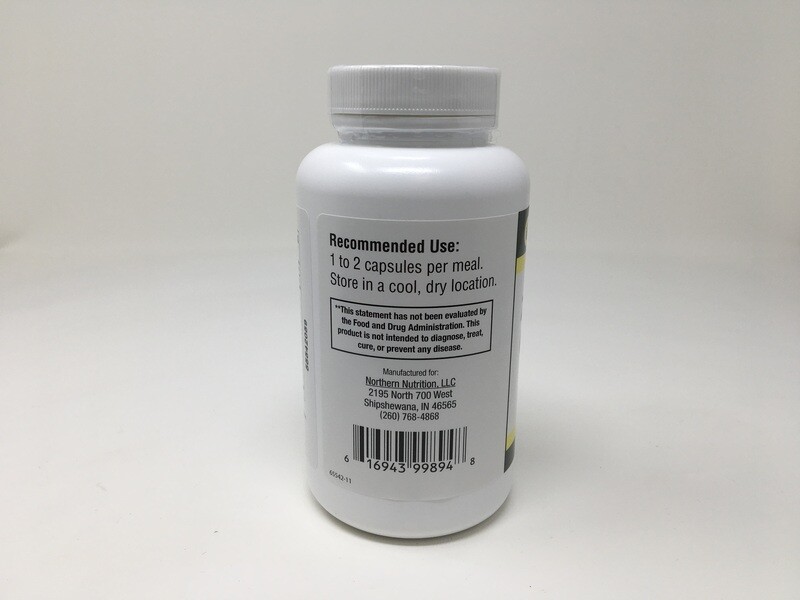 Recommended Use:
1 to 2 capsules per meal.
Store in a cool, dry location.
**This statement has not been evaluated by
the Food and Drug Administration. This
product is not intended to diagnose, treat,
cure, or prevent any disease.
Manufactured for:
Northern Nutrition, LLC
2195 North 700 West
Shipshewana, IN 46565
(260) 768-4868
6 16943 99894 8
65542-11